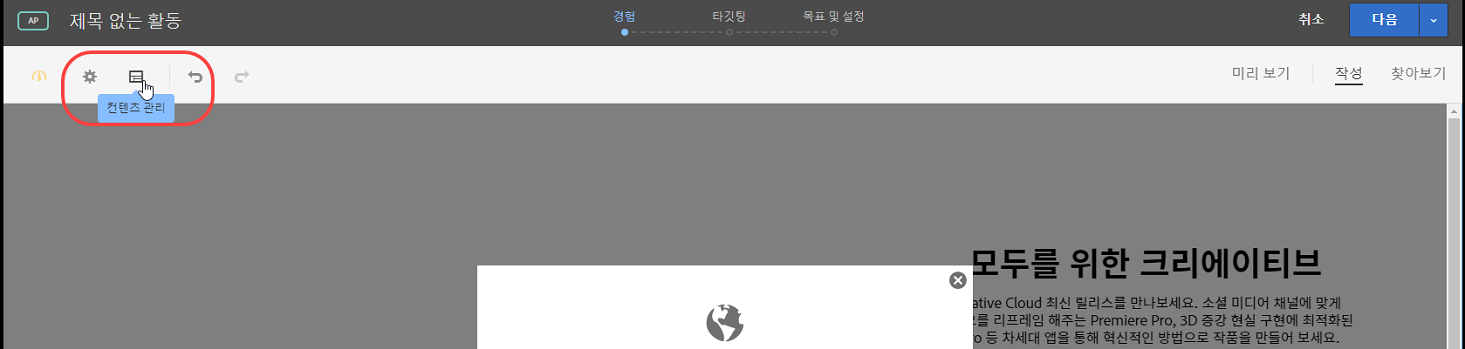 AP 제목 없는 활동 경험 타깃팅 목표 및 설정 취소 다음
미리 보기 작성 찾아보기
컨텐츠 관리
모두를 위한 크리에이티브
ative Cloud 최신 릴리스를 만나보세요. 소셜 미디어 채널에 맞게
를 리프레임 해주는 Premiere Pro, 3D 증강 현실 구현에 최적화된
ro 등 차세대 앱을 통해 혁신적인 방법으로 작품을 만들어 보세요.